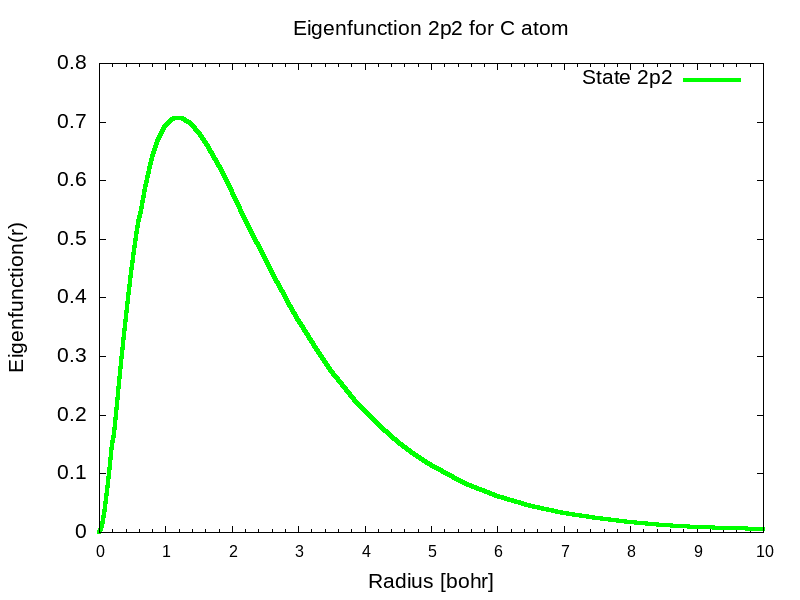 Eigenfunction 2p2 for C atom
State 2p2
Eigenfunction(r)
0.8
0.7
0.6
0.5
0.4
0.3
0.2
0.1
0
0 1 2 3 4 5 6 7 8 9 10
Radius [bohr]